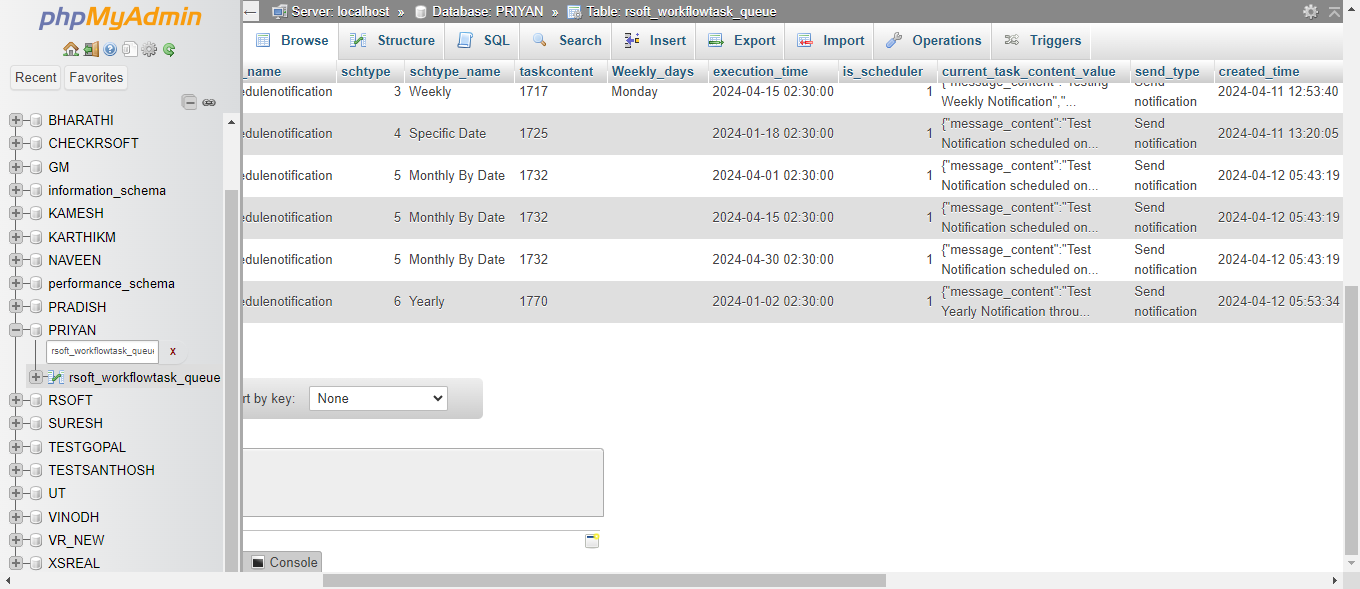 phpMyAdmin
Recent Favorites
BHARATHI
CHECKRSOFT
GM
information_schema
KAMESH
KARTHIKM
NAVEEN
performance_schema
PRADISH
PRIYAN
rsoft_workflowtask_queu x
rsoft_workflowtask_queue
RSOFT
SURESH
TESTGOPAL
TESTSANTHOSH
UT
VINODH
VR_NEW
XSREAL
Server: localhost » Database: PRIYAN » Table: rsoft_workflowtask_queue
Browse Structure SQL Search Insert Export Import Operations Triggers
_name schtype schtype_name taskcontent Weekly_days execution_time is_scheduler current_task_content_value send_type created_time
edulenotification 3 Weekly 1717 Monday 2024-04-15 02:30:00 1 {"message_content":"Testing Send 2024-04-11 12:53:40
Weekly Notification","... notification
edulenotification 4 Specific Date 1725 2024-01-18 02:30:00 1 {"message_content":"Test Send 2024-04-11 13:20:05
Notification scheduled on... notification
edulenotification 5 Monthly By Date 1732 2024-04-01 02:30:00 1 {"message_content":"Test Send 2024-04-12 05:43:19
Notification scheduled on... notification
edulenotification 5 Monthly By Date 1732 2024-04-15 02:30:00 1 {"message_content":"Test Send 2024-04-12 05:43:19
Notification scheduled on... notification
edulenotification 5 Monthly By Date 1732 2024-04-30 02:30:00 1 {"message_content":"Test Send 2024-04-12 05:43:19
Notification scheduled on... notification
edulenotification 6 Yearly 1770 2024-01-02 02:30:00 1 {"message_content":"Test Send 2024-04-12 05:53:34
Yearly Notification throu... notification
rt by key: None
Console